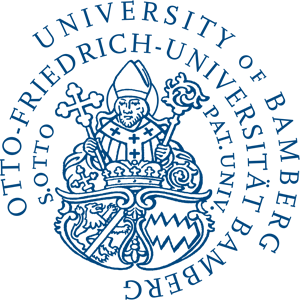 UNIVERSITY OF BAMBERG
OTTO-FRIEDRICH-UNIVERSITÄT BAMBERG
S. OTTO
PAT. UNIV.